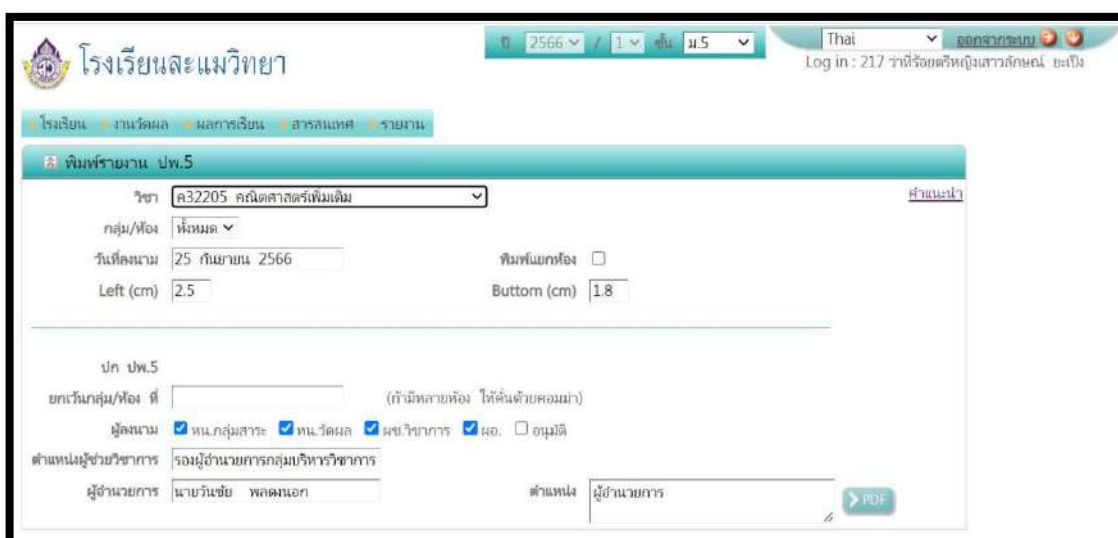 โรงเรียนละแมวิทยา
ปี 2566 / 1 ชั้น ม.5
Thai ออกจากระบบ
Log in : 217 ว่าที่ร้อยตรีหญิงเสาวลักษณ์ ยะเป็ง
โรงเรียน งานวัดผล ผลการเรียน สารสนเทศ รายงาน
พิมพ์รายงาน ปพ.5
วิชา ค32205 คณิตศาสตร์เพิ่มเติม คำแนะนำ
กลุ่ม/ห้อง ทั้งหมด
วันที่ลงนาม 25 กันยายน 2566 พิมพ์แยกห้อง
Left (cm) 2.5 Buttom (cm) 1.8
ปก ปพ.5
ยกเว้นกลุ่ม/ห้อง ที่ (ถ้ามีหลายห้อง ให้คั่นด้วยคอมม่า)
ผู้ลงนาม หน.กลุ่มสาระ หน.วัดผล ผช.วิชาการ ผอ. อนุมัติ
ตำแหน่งผู้ช่วยวิชาการ รองผู้อำนวยการกลุ่มบริหารวิชาการ
ผู้อำนวยการ นายวันชัย ตำแหน่ง ผู้อำนวยการ PDF